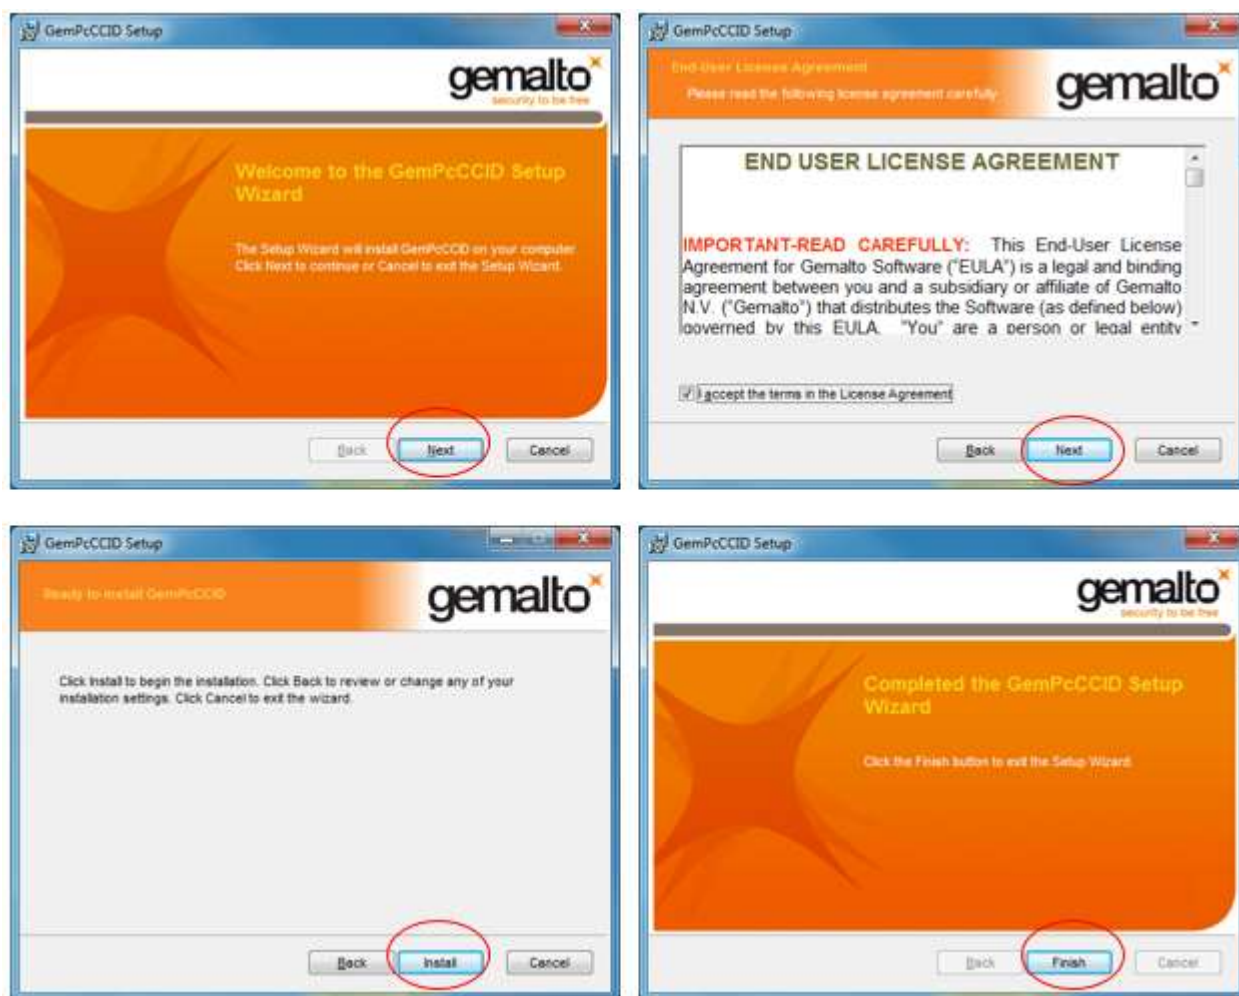 GemPcCCID Setup
gemalto
security to be free
Welcome to the GemPcCCID Setup
Wizard
The Setup Wizard will install GemPcCCID on your computer.
Click Next to continue or Cancel to exit the Setup Wizard.
Back
Next
Cancel
GemPcCCID Setup
End-User License Agreement
Please read the following license agreement carefully
gemalto
END USER LICENSE AGREEMENT
IMPORTANT-READ CAREFULLY: This End-User License
Agreement for Gemalto Software ("EULA") is a legal and binding
agreement between you and a subsidiary or affiliate of Gemalto
N.V. ("Gemalto") that distributes the Software (as defined below)
governed by this EULA. "You" are a person or legal entity
I accept the terms in the License Agreement
Back
Next
Cancel
GemPcCCID Setup
Ready to install GemPcCCID
gemalto
Click Install to begin the installation. Click Back to review or change any of your
installation settings. Click Cancel to exit the wizard.
Back
Install
Cancel
GemPcCCID Setup
gemalto
security to be free
Completed the GemPcCCID Setup
Wizard
Click the Finish button to exit the Setup Wizard.
Back
Finish
Cancel